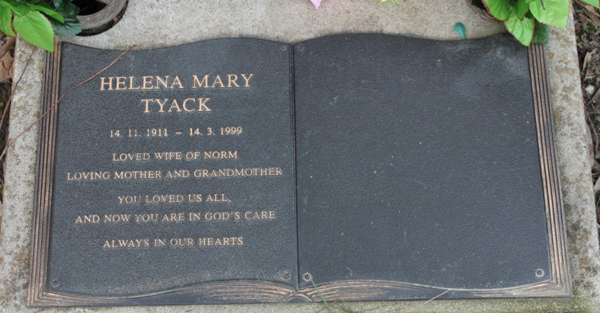 HELENA MARY
TYACK
14. 11. 1911 – 14. 3. 1999
LOVED WIFE OF NORM
LOVING MOTHER AND GRANDMOTHER
YOU LOVED US ALL,
AND NOW YOU ARE IN GOD'S CARE
ALWAYS IN OUR HEARTS